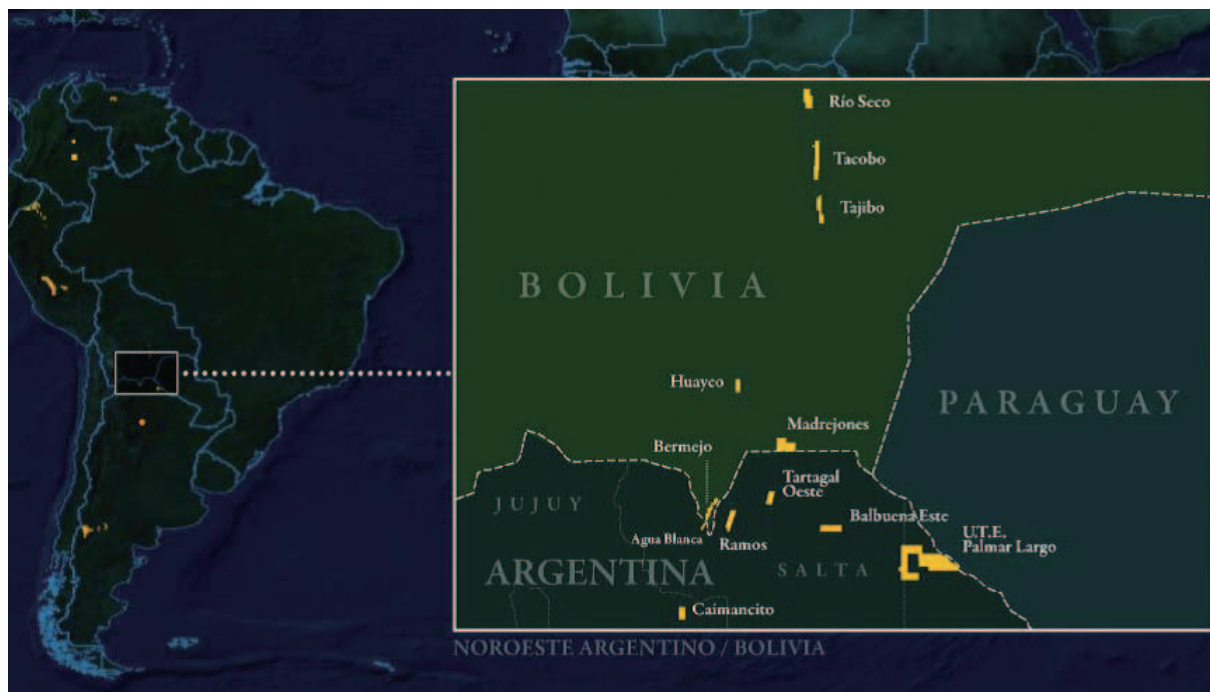 Río Seco
Tacobo
Tajibo
BOLIVIA
Huayco
PARAGUAY
Madrejones
Bermejo
Tartagal
Oeste
JUJUY
Balbuena Este
U.T.E.
Palmar Largo
Agua Blanca
Ramos
ARGENTINA
SALTA
Caimancito
NOROESTE ARGENTINO / BOLIVIA